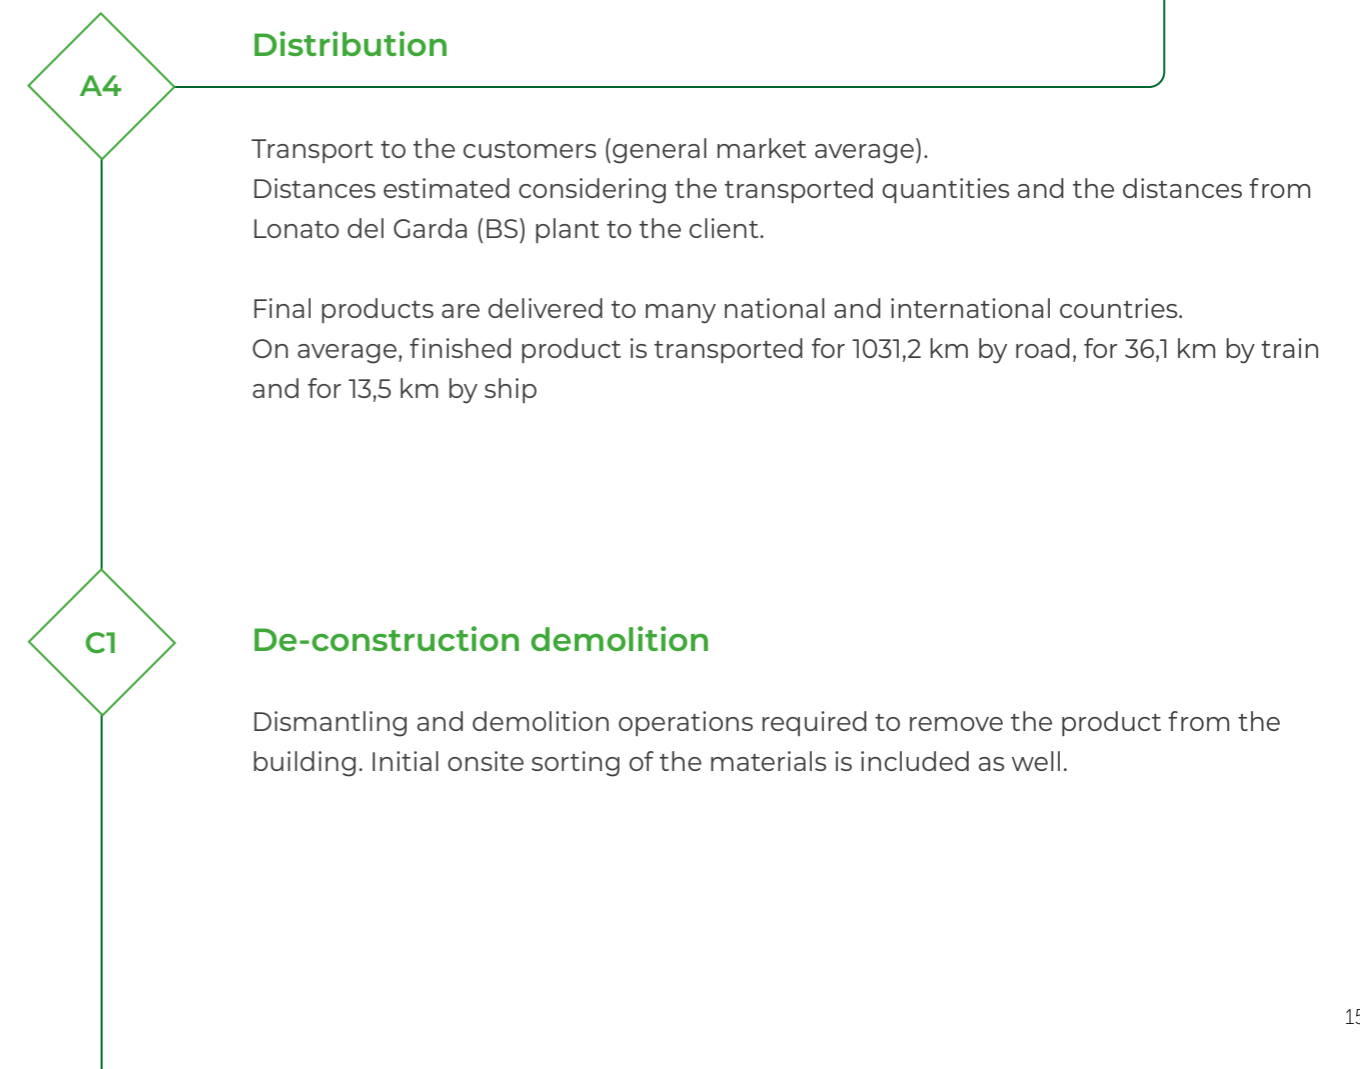 Distribution
A4
Transport to the customers (general market average).
Distances estimated considering the transported quantities and the distances from
Lonato del Garda (BS) plant to the client.
Final products are delivered to many national and international countries.
On average, finished product is transported for 1031,2 km by road, for 36,1 km by train
and for 13,5 km by ship
C1
De-construction demolition
Dismantling and demolition operations required to remove the product from the
building. Initial onsite sorting of the materials is included as well.
15